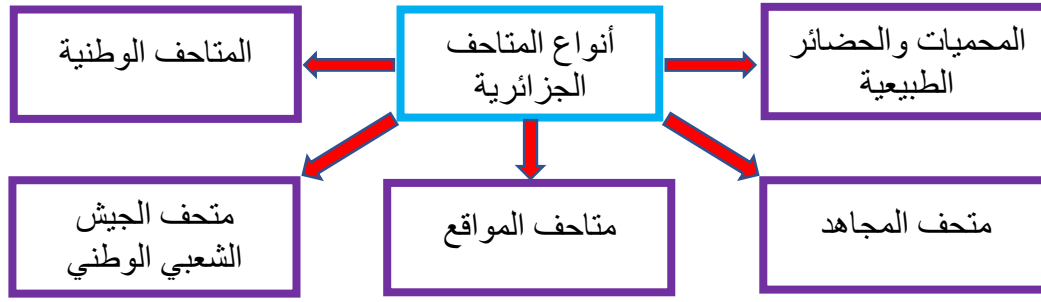 المحميات والحضائر
الطبيعية
أنواع المتاحف
الجزائرية
المتاحف الوطنية
متحف المجاهد
متاحف المواقع
متحف الجيش
الشعبي الوطني